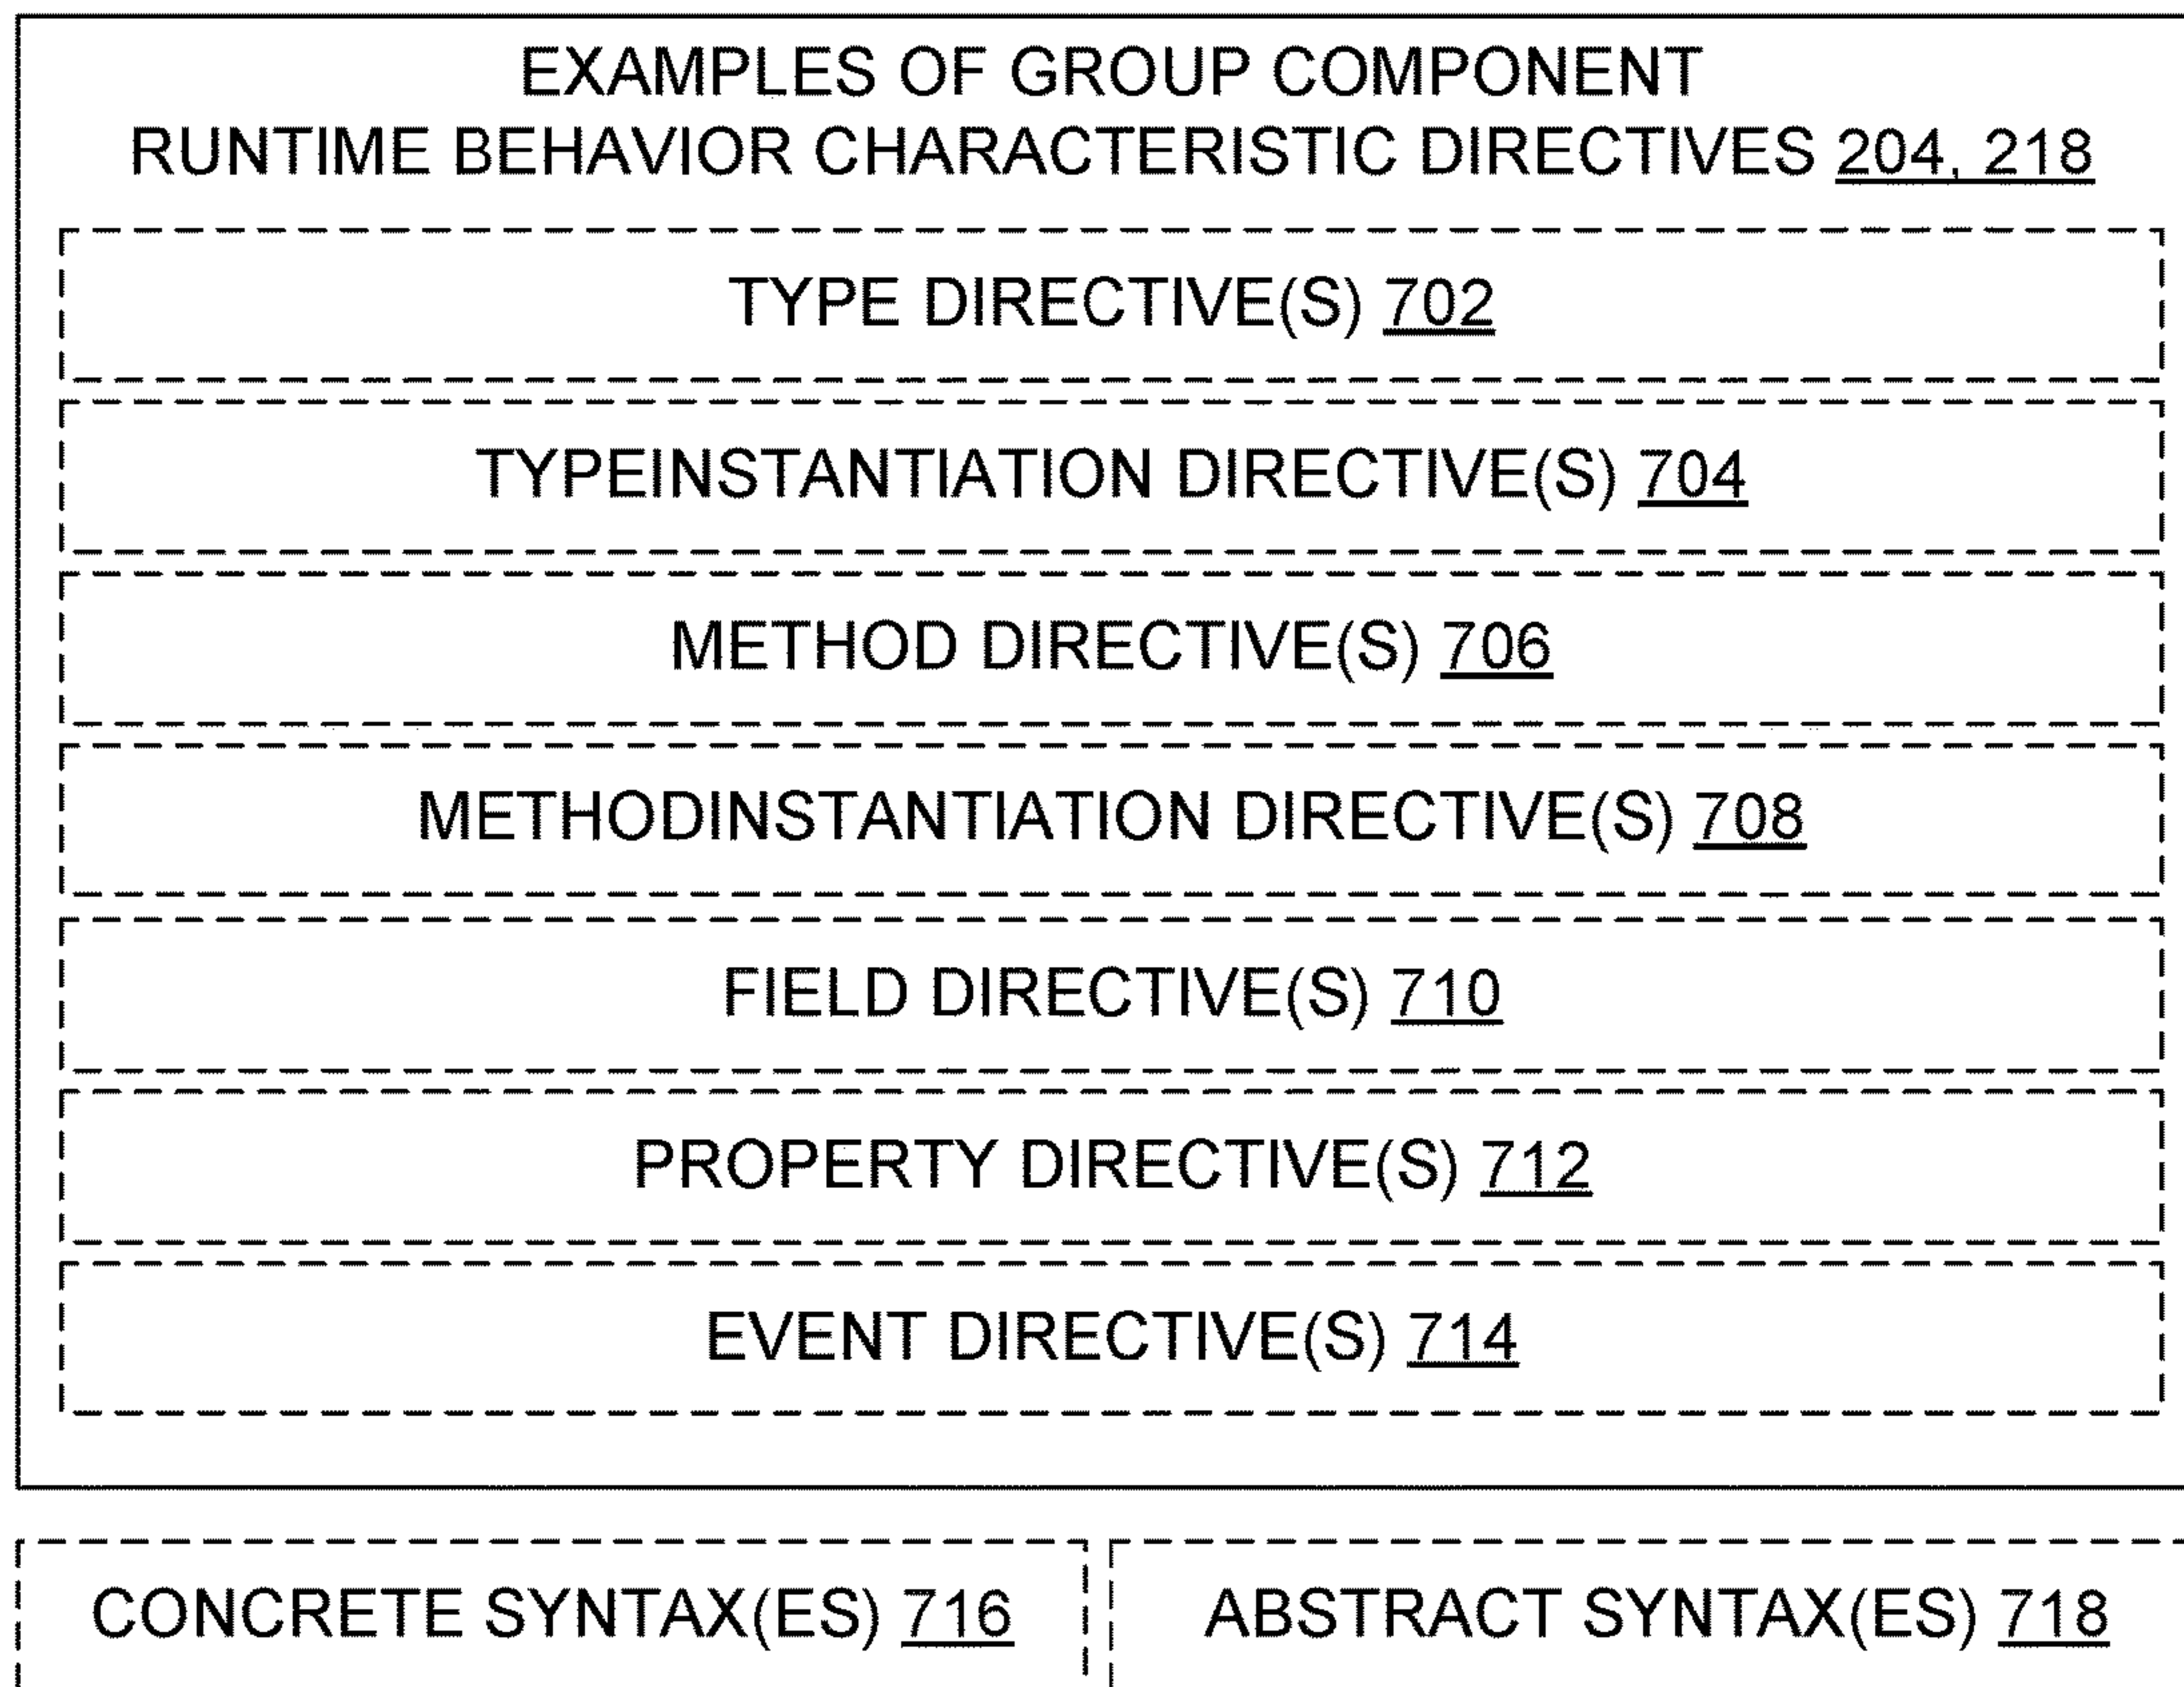 EXAMPLES OF GROUP COMPONENT
RUNTIME BEHAVIOR CHARACTERISTIC DIRECTIVES 204, 218
TYPE DIRECTIVE(S) 702
TYPEINSTANTIATION DIRECTIVE(S) 704
METHOD DIRECTIVE(S) 706
METHODINSTANTIATION DIRECTIVE(S) 708
FIELD DIRECTIVE(S) 710
PROPERTY DIRECTIVE(S) 712
EVENT DIRECTIVE(S) 714
CONCRETE SYNTAX(ES) 716
ABSTRACT SYNTAX(ES) 718